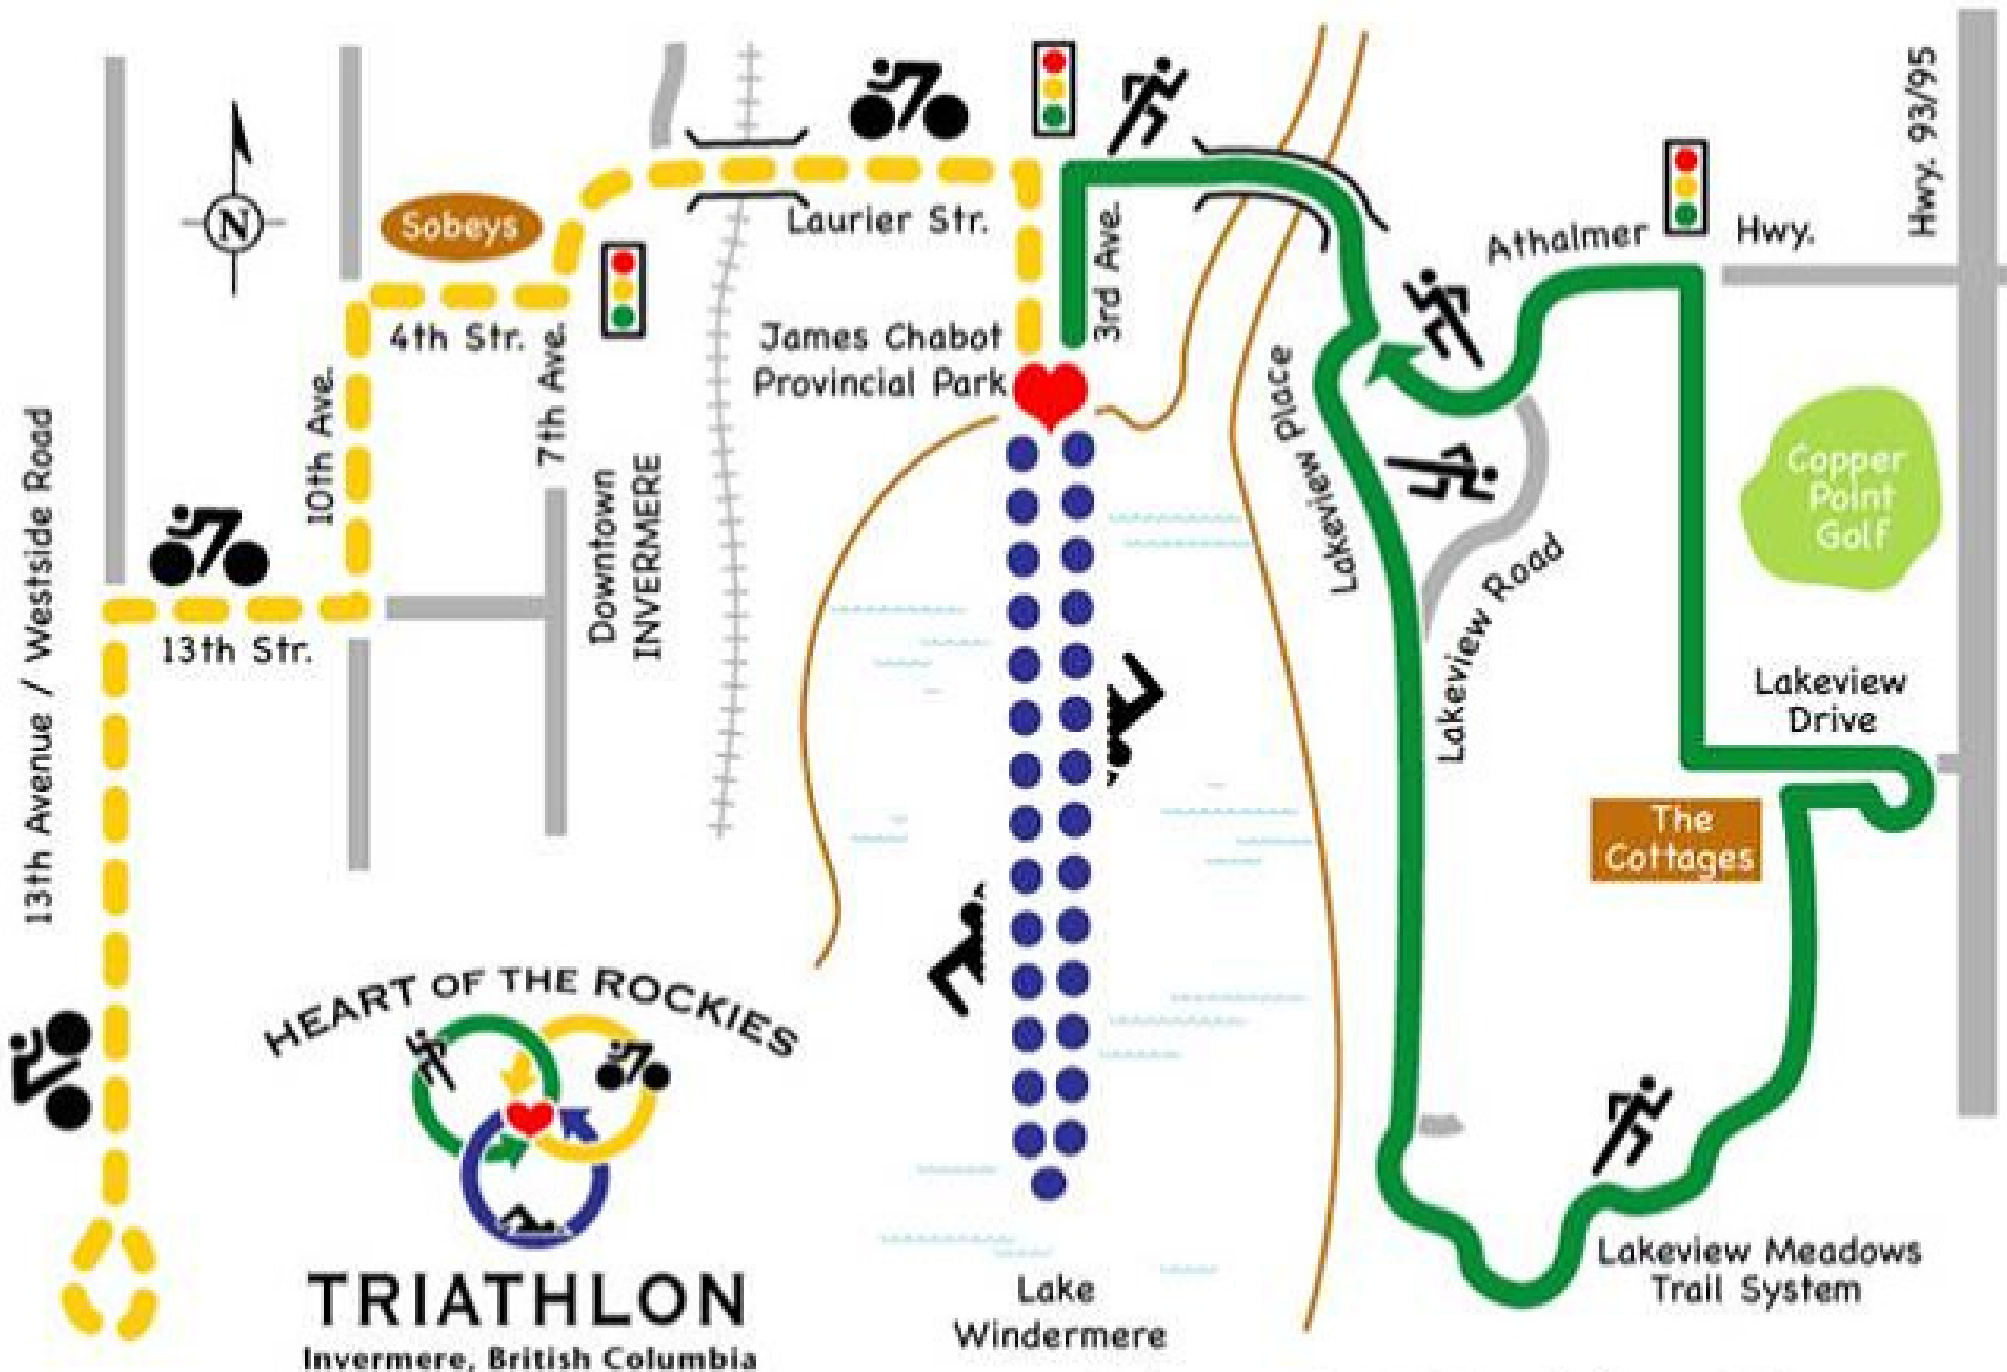 Hwy. 93/95
N
Sobeys
Laurier Str.
3rd Ave.
Athalmer
Hwy.
4th Str.
7th Ave.
10th Ave.
James Chabot
Provincial Park
Lakeview Place
Copper
Point
Golf
13th Avenue / Westside Road
Downtown
INVERMERE
13th Str.
Lakeview Road
Lakeview
Drive
The
Cottages
HEART OF THE ROCKIES
TRIATHLON
Invermere, British Columbia
Lake
Windermere
Lakeview Meadows
Trail System